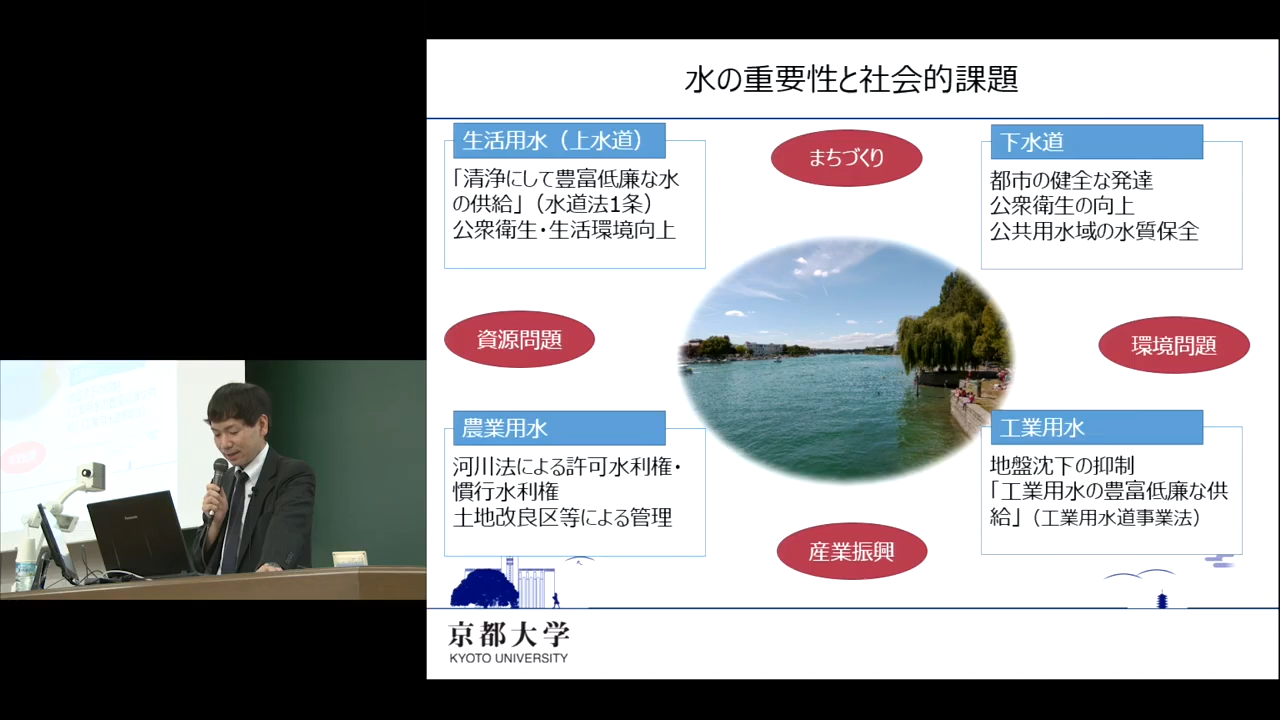 水の重要性と社会的課題
生活用水（上水道）
「清浄にして豊富低廉な水
の供給」（水道法1条）
公衆衛生・生活環境向上
まちづくり
下水道
都市の健全な発達
公衆衛生の向上
公共用水域の水質保全
資源問題
環境問題
農業用水
河川法による許可水利権・
慣行水利権
土地改良区等による管理
工業用水
地盤沈下の抑制
「工業用水の豊富低廉な供
給」（工業用水道事業法）
産業振興
京都大学
KYOTO UNIVERSITY
Panasonic